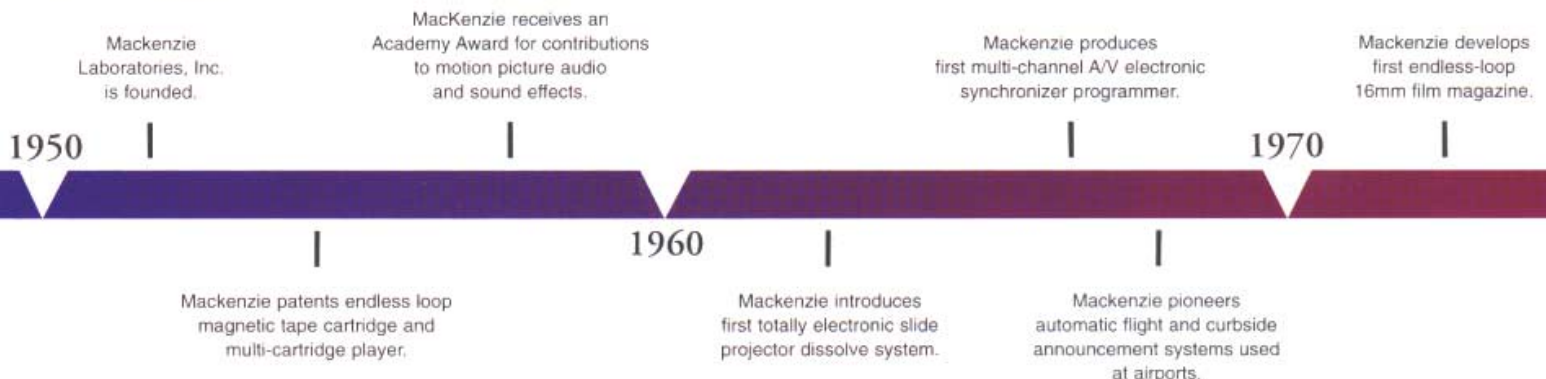 Mackenzie
Laboratories, Inc.
is founded.
MacKenzie receives an
Academy Award for contributions
to motion picture audio
and sound effects.
Mackenzie produces
first multi-channel A/V electronic
synchronizer programmer.
Mackenzie develops
first endless-loop
16mm film magazine.
1950
1970
1960
Mackenzie patents endless loop
magnetic tape cartridge and
multi-cartridge player.
Mackenzie introduces
first totally electronic slide
projector dissolve system.
Mackenzie pioneers
automatic flight and curbside
announcement systems used
at airports.